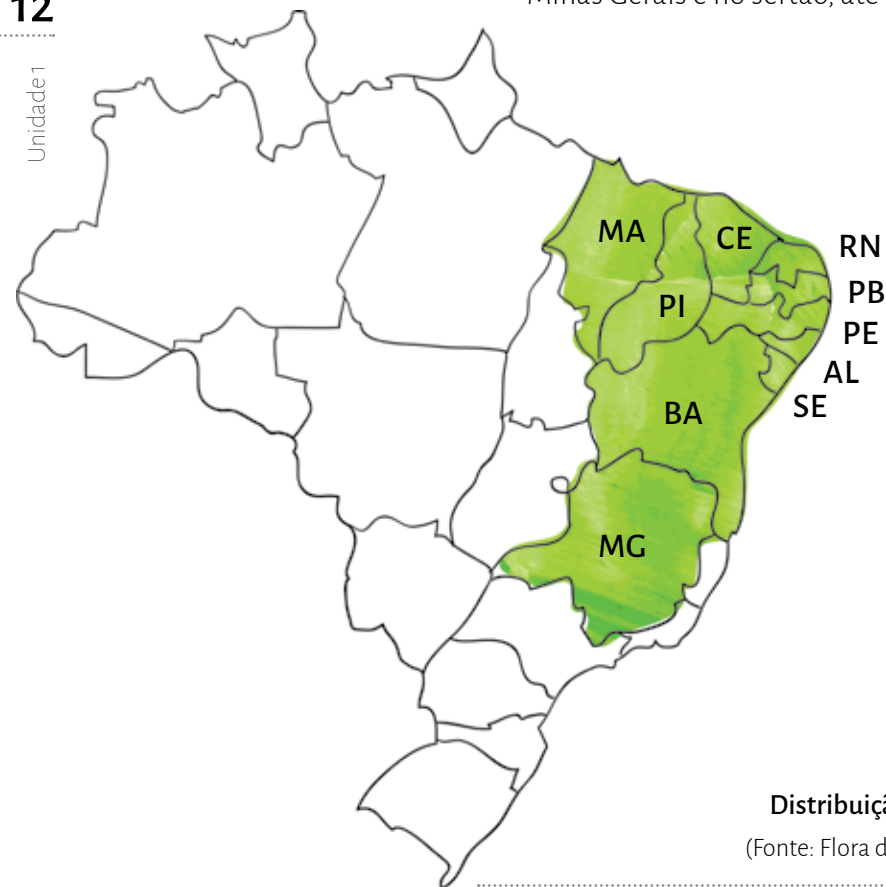 12
Minas Gerais e no sertão, até
Unidade 1
MA
CE
RN
PI
PB
PE
AL
BA
SE
MG
Distribuiçã
(Fonte: Flora d